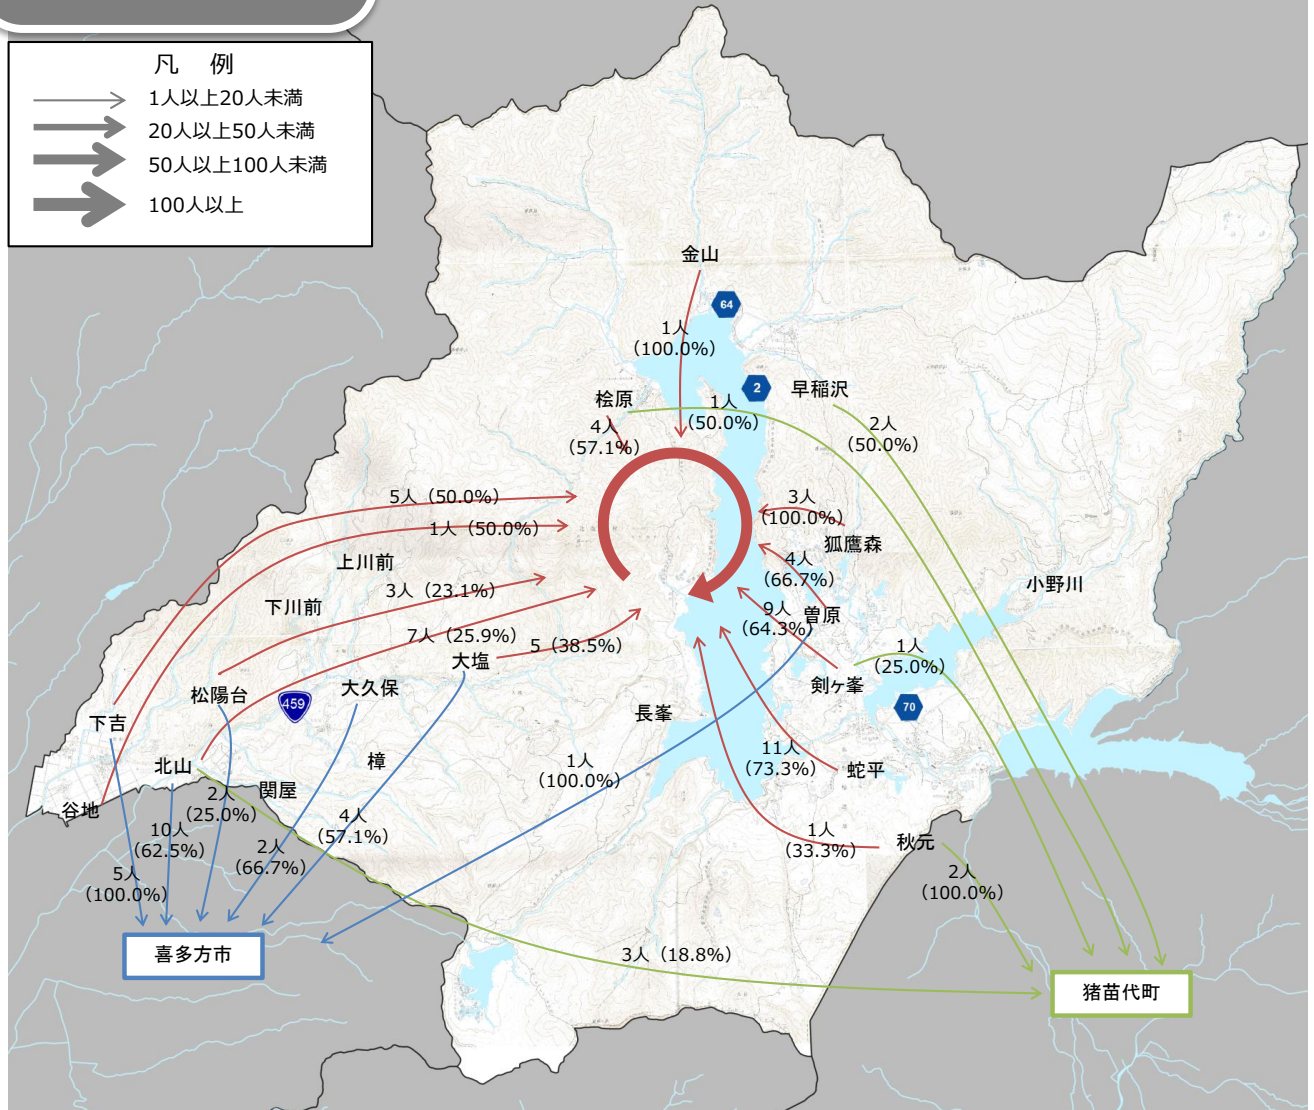 凡　例
1人以上20人未満
20人以上50人未満
50人以上100人未満
100人以上
金山
64
1人
（100.0%）
2
早稲沢
桧原
1人
（50.0%）
2人
（50.0%）
4人
（57.1%）
5人（50.0%）
3人
（100.0%）
1人（50.0%）
狐鷹森
上川前
4人
（66.7%）
小野川
3人（23.1%）
下川前
9人
（64.3%）
曽原
7人（25.9%）
5（38.5%）
1人
（25.0%）
大塩
剣ヶ峯
松陽台
大久保
459
70
長峯
下吉
11人
（73.3%）
1人
（100.0%）
樟
北山
蛇平
関屋
2人
（25.0%）
谷地
4人
（57.1%）
10人
（62.5%）
1人
（33.3%）
秋元
2人
（66.7%）
5人
（100.0%）
2人
（100.0%）
喜多方市
3人（18.8%）
猪苗代町